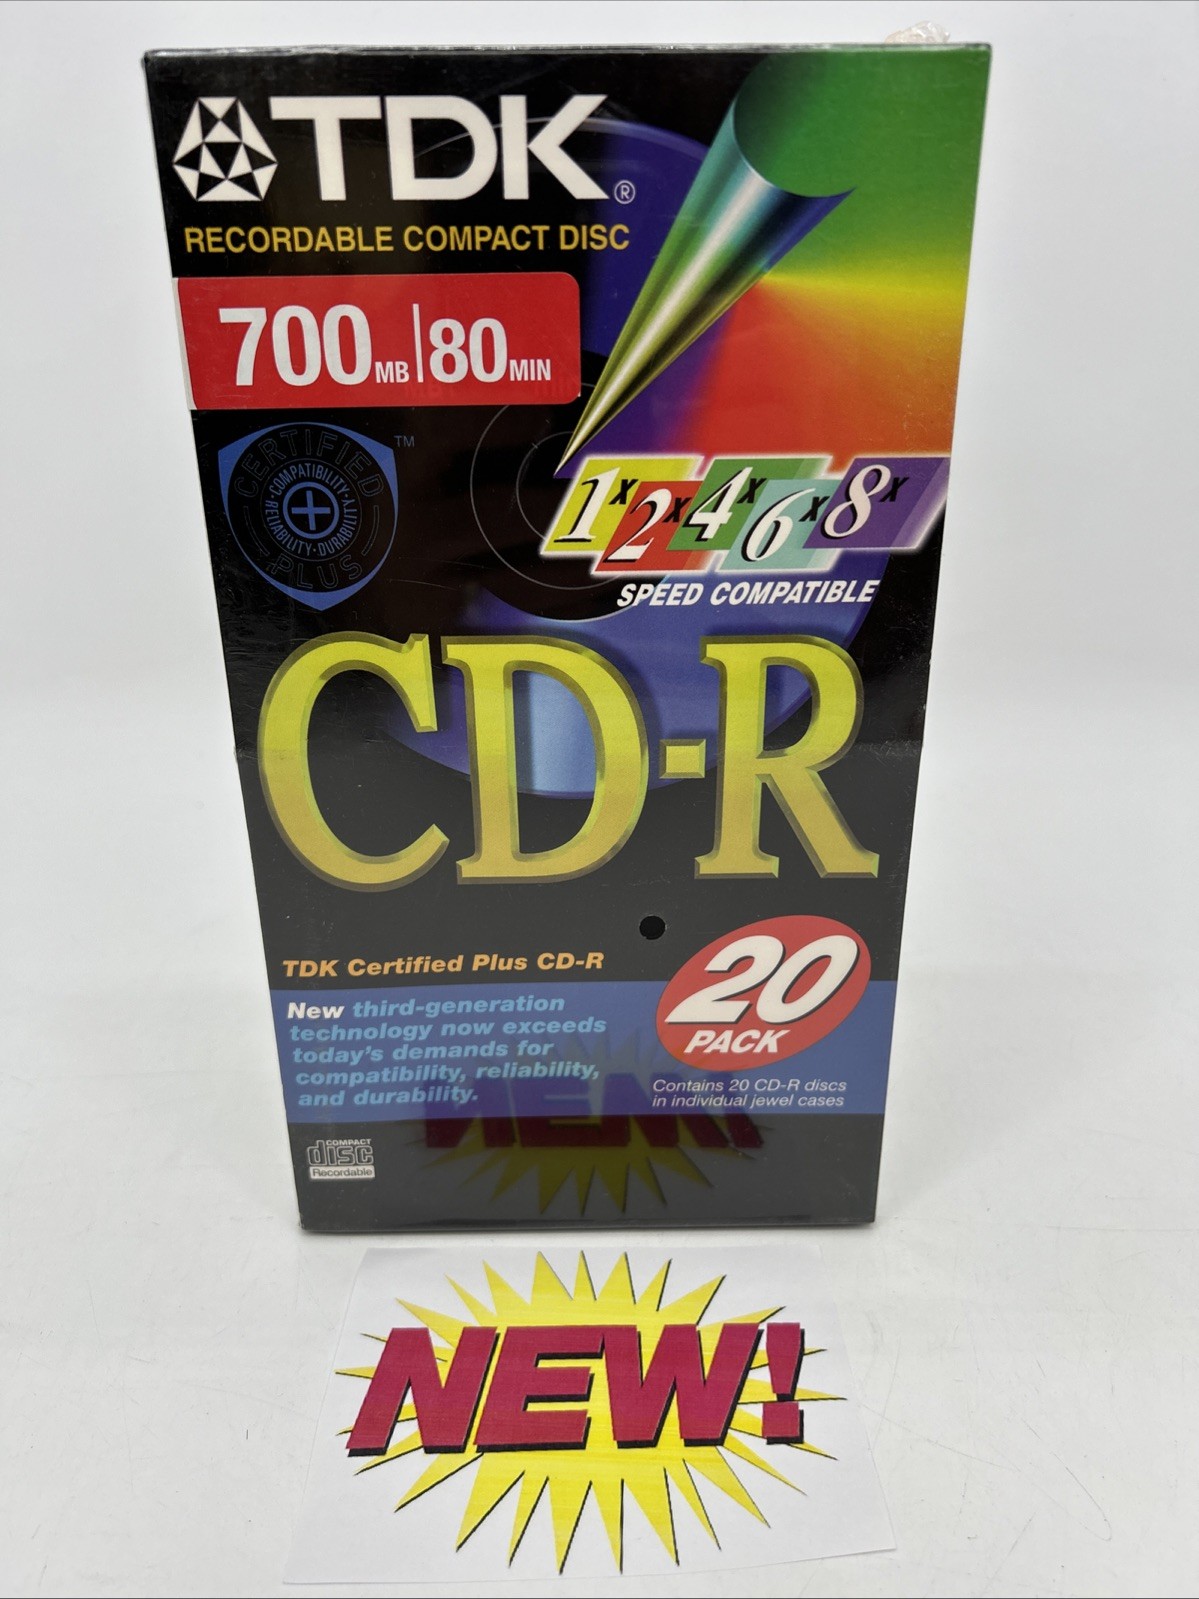 TDK®
RECORDABLE COMPACT DISC
700MB|80MIN
CERTIFIED
PLUS
™
·COMPATIBILITY·
RELIABILITY·DURABILITY
1x 2x 4x 6x 8x
SPEED COMPATIBLE
CD-R
TDK Certified Plus CD-R
New third-generation
technology now exceeds
today's demands for
compatibility, reliability,
and durability.
20
PACK
Contains 20 CD-R discs
in individual jewel cases
COMPACT
disc
Recordable
NEW!